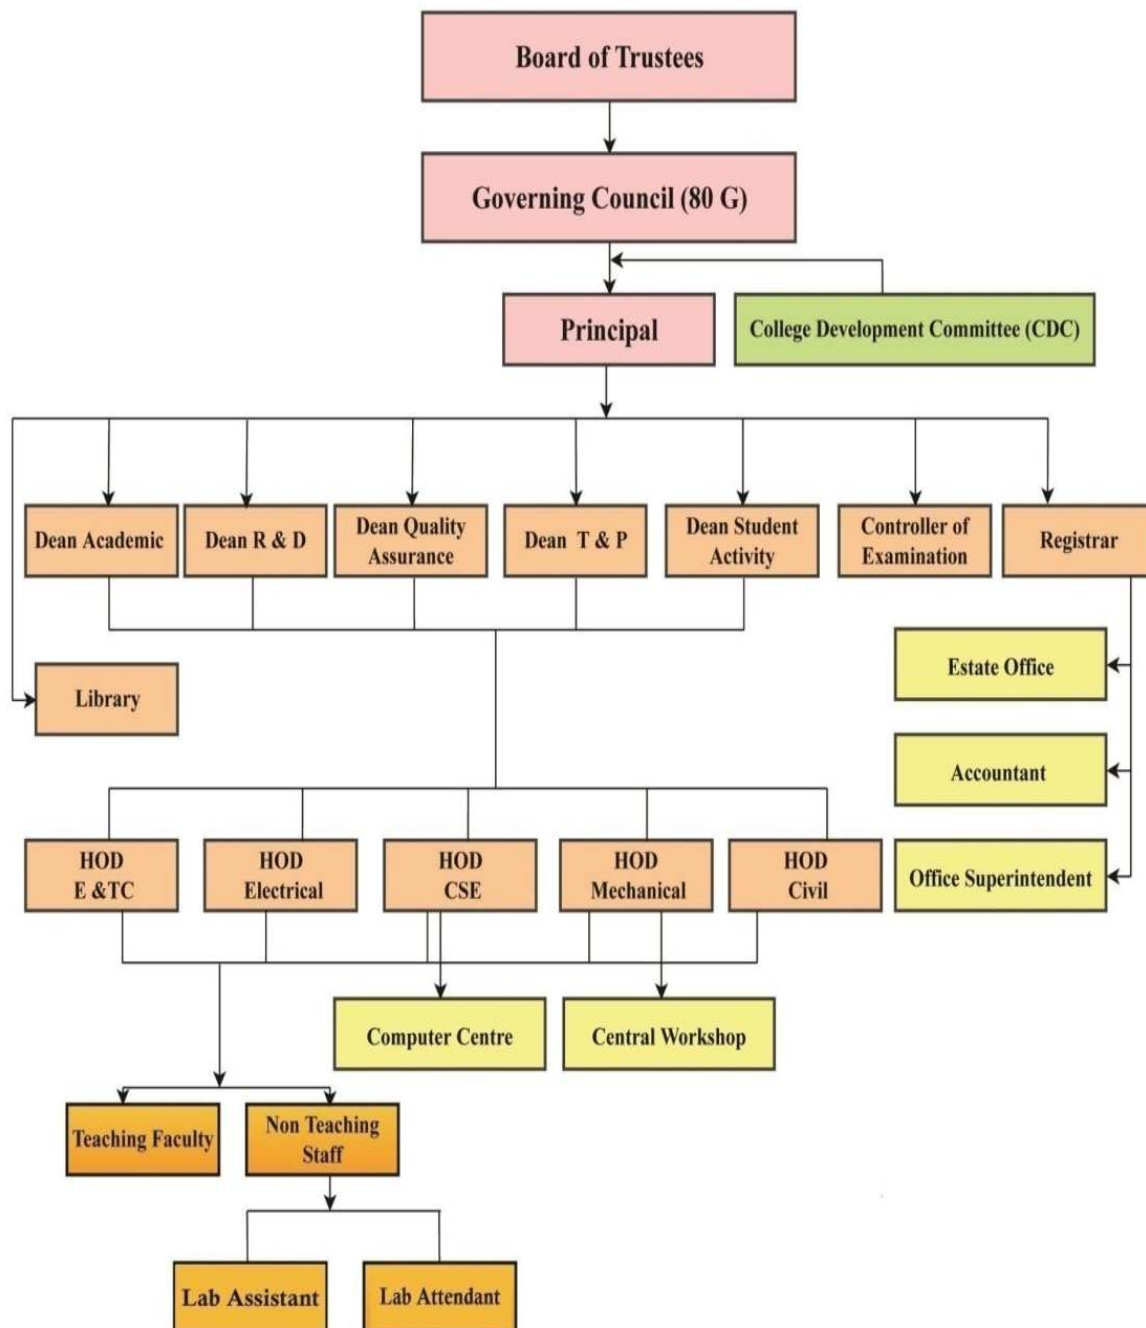 Board of Trustees
Governing Council (80 G)
Principal
College Development Committee (CDC)
Dean Academic
Dean R & D
Dean Quality
Assurance
Dean T & P
Dean Student
Activity
Controller of
Examination
Registrar
Library
Estate Office
Accountant
Office Superintendent
HOD
E &TC
HOD
Electrical
HOD
CSE
HOD
Mechanical
HOD
Civil
Computer Centre
Central Workshop
Teaching Faculty
Non Teaching
Staff
Lab Assistant
Lab Attendant